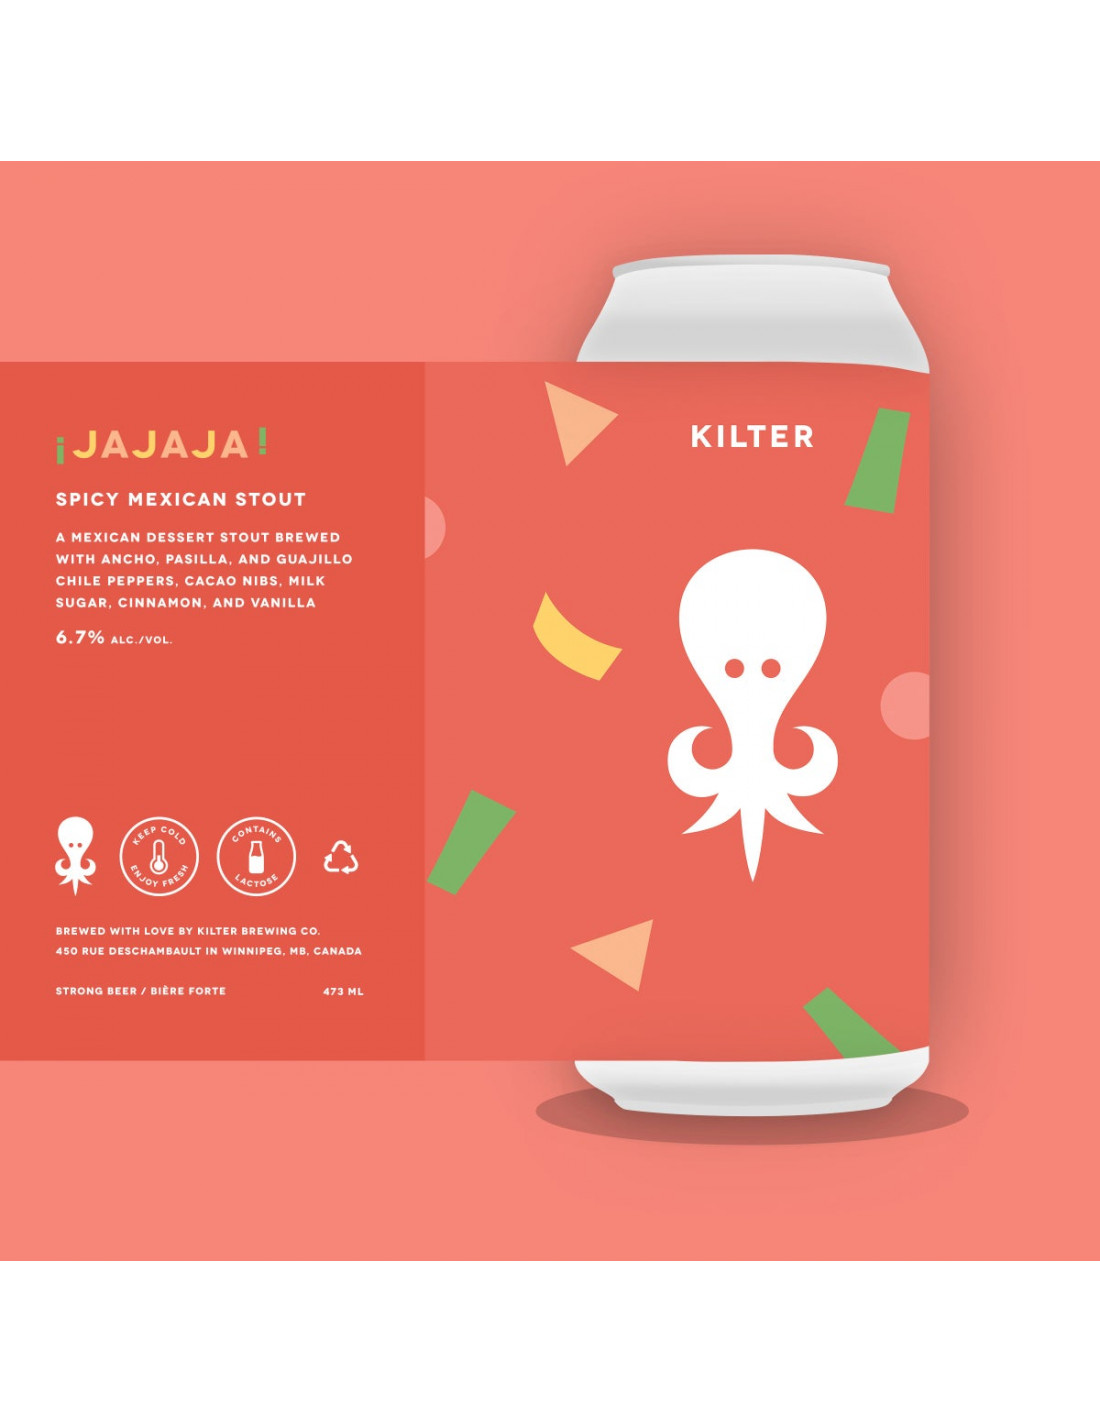 ¡JAJAJA!
SPICY MEXICAN STOUT
A MEXICAN DESSERT STOUT BREWED
WITH ANCHO, PASILLA, AND GUAJILLO
CHILE PEPPERS, CACAO NIBS, MILK
SUGAR, CINNAMON, AND VANILLA
6.7% ALC./VOL.
KEEP COLD
ENJOY FRESH
CONTAINS
LACTOSE
BREWED WITH LOVE BY KILTER BREWING CO.
450 RUE DESCHAMBAULT IN WINNIPEG, MB, CANADA
STRONG BEER / BIÈRE FORTE 473 ML
KILTER